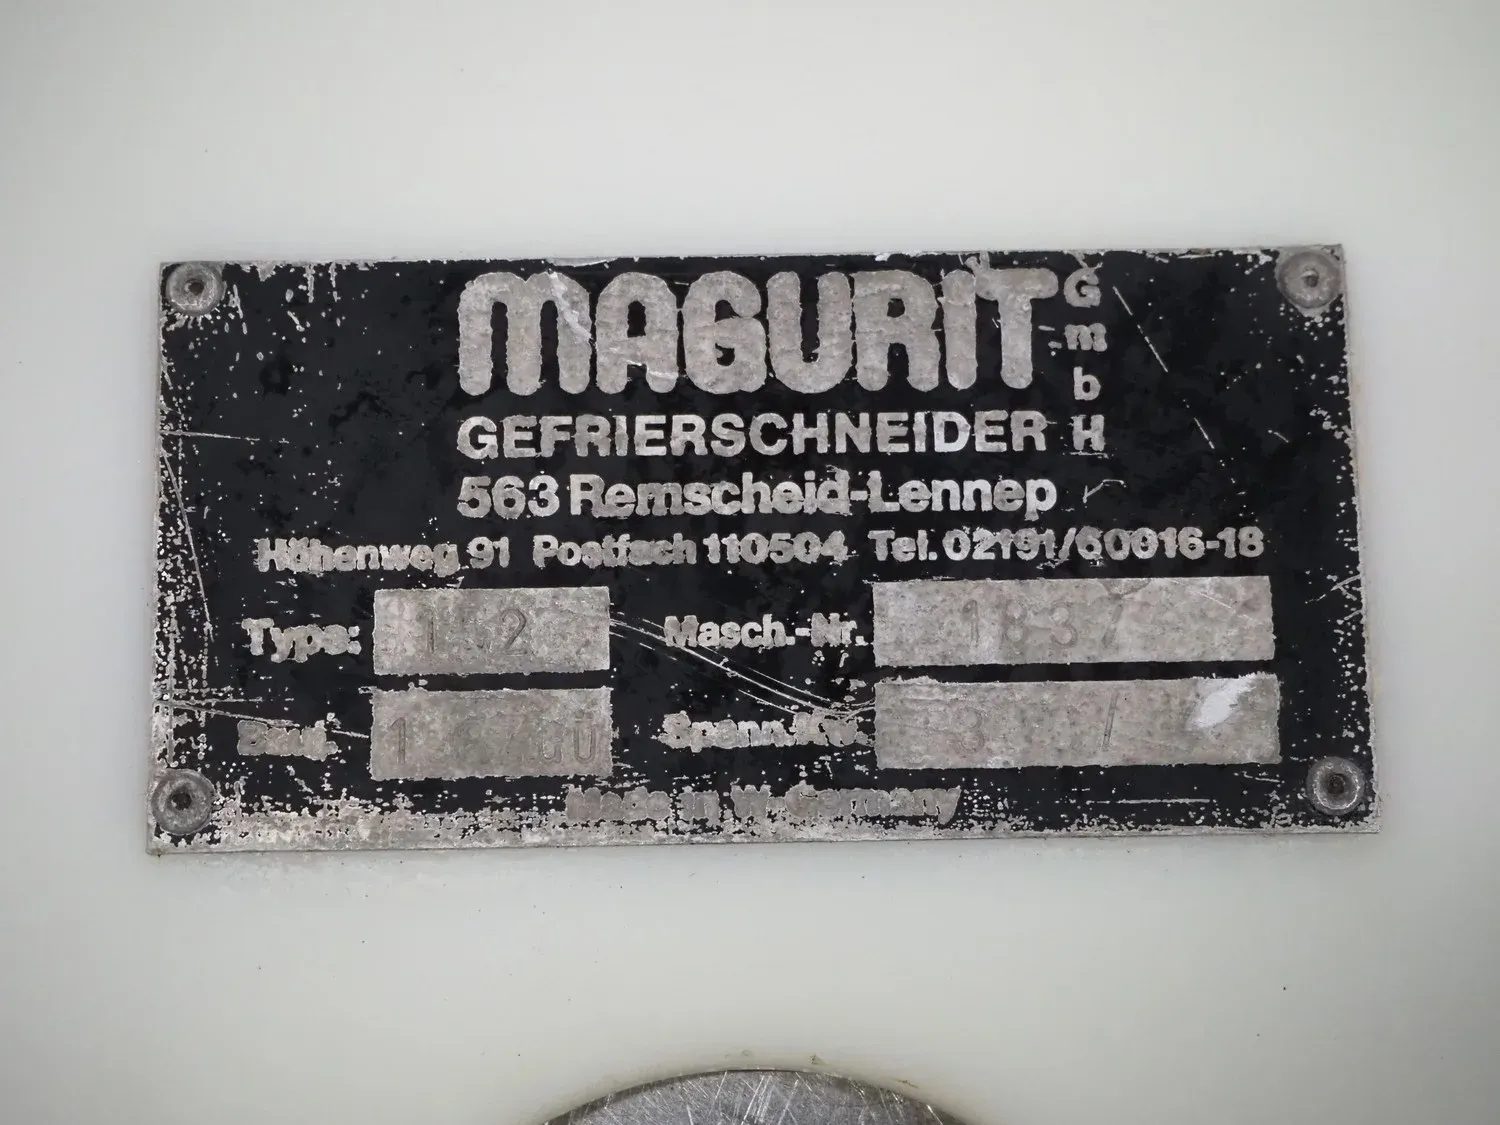 MAGURIT GmbH
GEFRIERSCHNEIDER
563 Remscheid-Lennep
Höhenweg 91 Postfach 110504 Tel. 02191/60016-18
Type:
Masch.-Nr.
Spann. Kw.
Made in W.-Germany